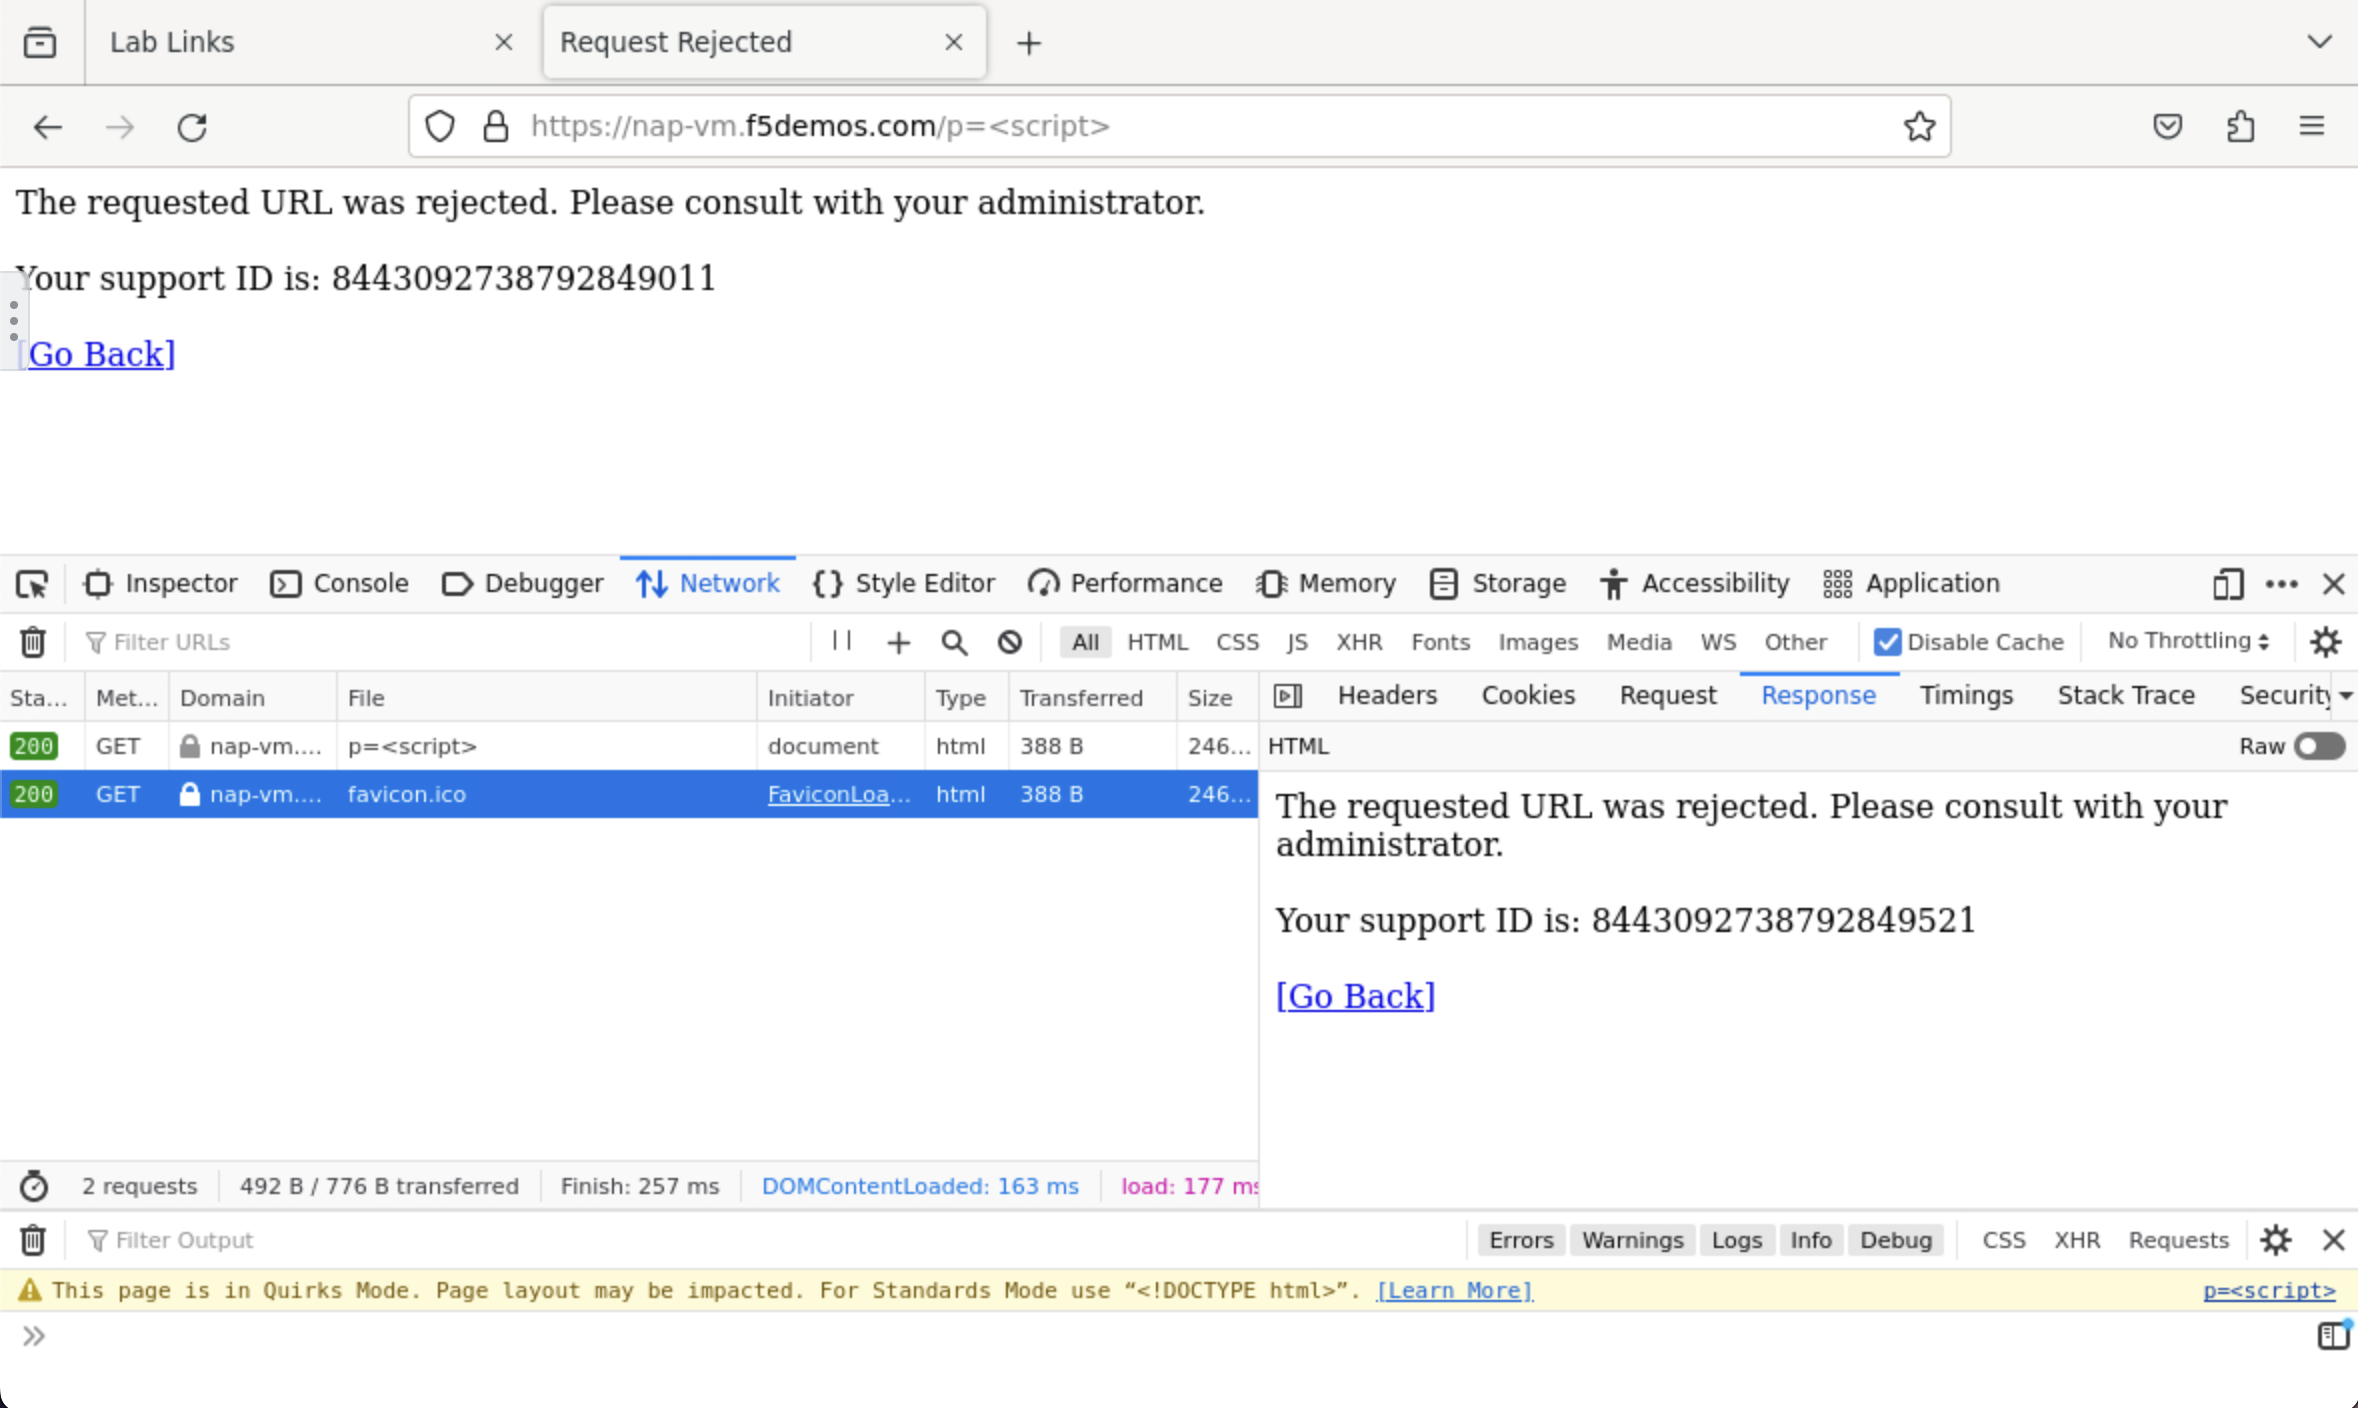 Lab Links
Request Rejected
https://nap-vm.f5demos.com/p=<script>
The requested URL was rejected. Please consult with your administrator.
Your support ID is: 8443092738792849011
[Go Back]
Inspector Console Debugger Network Style Editor Performance Memory Storage Accessibility Application
Filter URLs All HTML CSS JS XHR Fonts Images Media WS Other Disable Cache No Throttling
Sta... Met... Domain File Initiator Type Transferred Size
200 GET nap-vm.... p=<script> document html 388 B 246...
200 GET nap-vm.... favicon.ico FaviconLoa... html 388 B 246...
2 requests 492 B / 776 B transferred Finish: 257 ms DOMContentLoaded: 163 ms load: 177 ms
Headers Cookies Request Response Timings Stack Trace Security
HTML Raw
The requested URL was rejected. Please consult with your
administrator.
Your support ID is: 8443092738792849521
[Go Back]
Filter Output Errors Warnings Logs Info Debug CSS XHR Requests
This page is in Quirks Mode. Page layout may be impacted. For Standards Mode use “<!DOCTYPE html>”. [Learn More] p=<script>